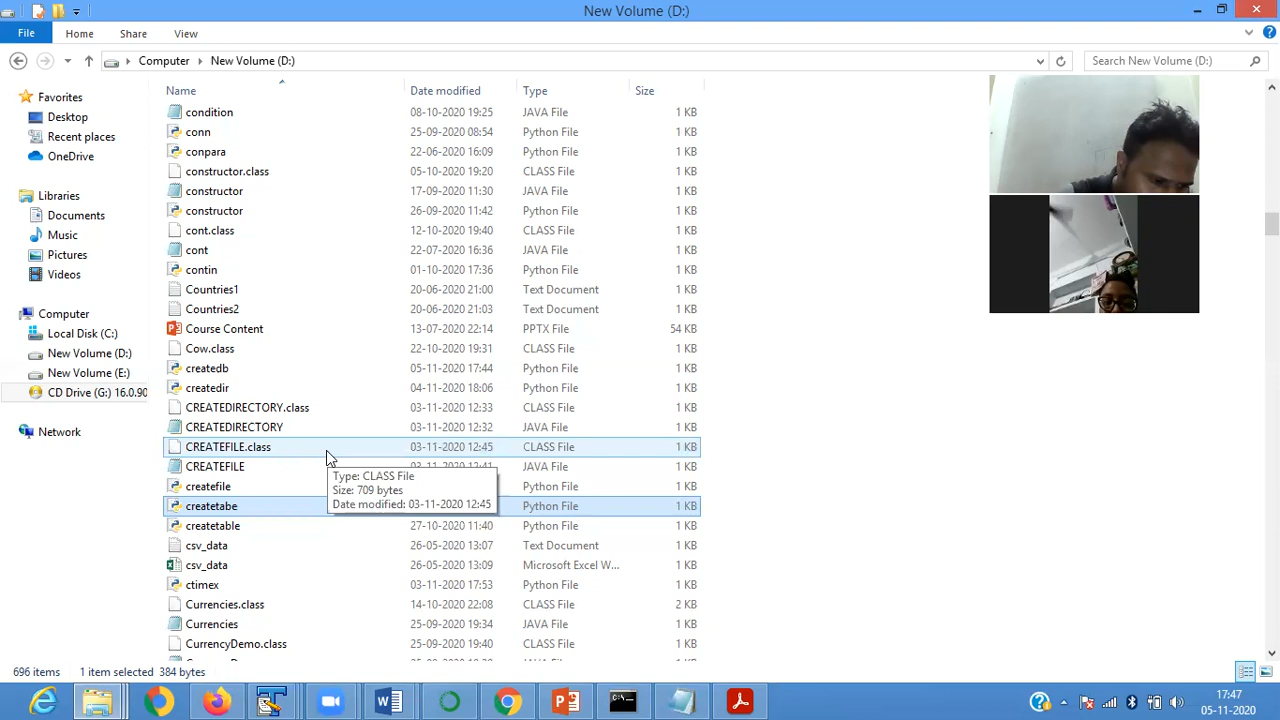 New Volume (D:)
File Home Share View
Computer New Volume (D:) Search New Volume (D:)
Name Date modified Type Size
Favorites
Desktop
Recent places
OneDrive
Libraries
Documents
Music
Pictures
Videos
Computer
Local Disk (C:)
New Volume (D:)
New Volume (E:)
CD Drive (G:) 16.0.90
Network
condition 08-10-2020 19:25 JAVA File 1 KB
conn 25-09-2020 08:54 Python File 1 KB
conpara 22-06-2020 16:09 Python File 1 KB
constructor.class 05-10-2020 19:20 CLASS File 1 KB
constructor 17-09-2020 11:30 JAVA File 1 KB
constructor 26-09-2020 11:42 Python File 1 KB
cont.class 12-10-2020 19:40 CLASS File 1 KB
cont 22-07-2020 16:36 JAVA File 1 KB
contin 01-10-2020 17:36 Python File 1 KB
Countries1 20-06-2020 21:00 Text Document 1 KB
Countries2 20-06-2020 21:03 Text Document 1 KB
Course Content 13-07-2020 22:14 PPTX File 54 KB
Cow.class 22-10-2020 19:31 CLASS File 1 KB
createdb 05-11-2020 17:44 Python File 1 KB
createdir 04-11-2020 18:06 Python File 1 KB
CREATEDIRECTORY.class 03-11-2020 12:33 CLASS File 1 KB
CREATEDIRECTORY 03-11-2020 12:32 JAVA File 1 KB
CREATEFILE.class 03-11-2020 12:45 CLASS File 1 KB
CREATEFILE 03-11-2020 12:41 JAVA File 1 KB
createfile Python File 1 KB
createtabe Python File 1 KB
Type: CLASS File
Size: 709 bytes
Date modified: 03-11-2020 12:45
createtable 27-10-2020 11:40 Python File 1 KB
csv_data 26-05-2020 13:07 Text Document 1 KB
csv_data 26-05-2020 13:09 Microsoft Excel W... 1 KB
ctimex 03-11-2020 17:53 Python File 1 KB
Currencies.class 14-10-2020 22:08 CLASS File 2 KB
Currencies 25-09-2020 19:34 JAVA File 1 KB
CurrencyDemo.class 25-09-2020 19:40 CLASS File 1 KB
696 items 1 item selected 384 bytes
17:47
05-11-2020